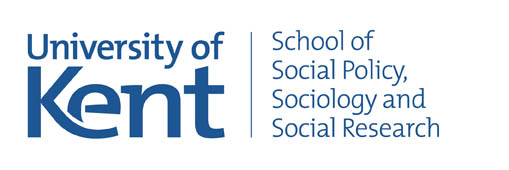 University of
Kent
School of
Social Policy,
Sociology and
Social Research